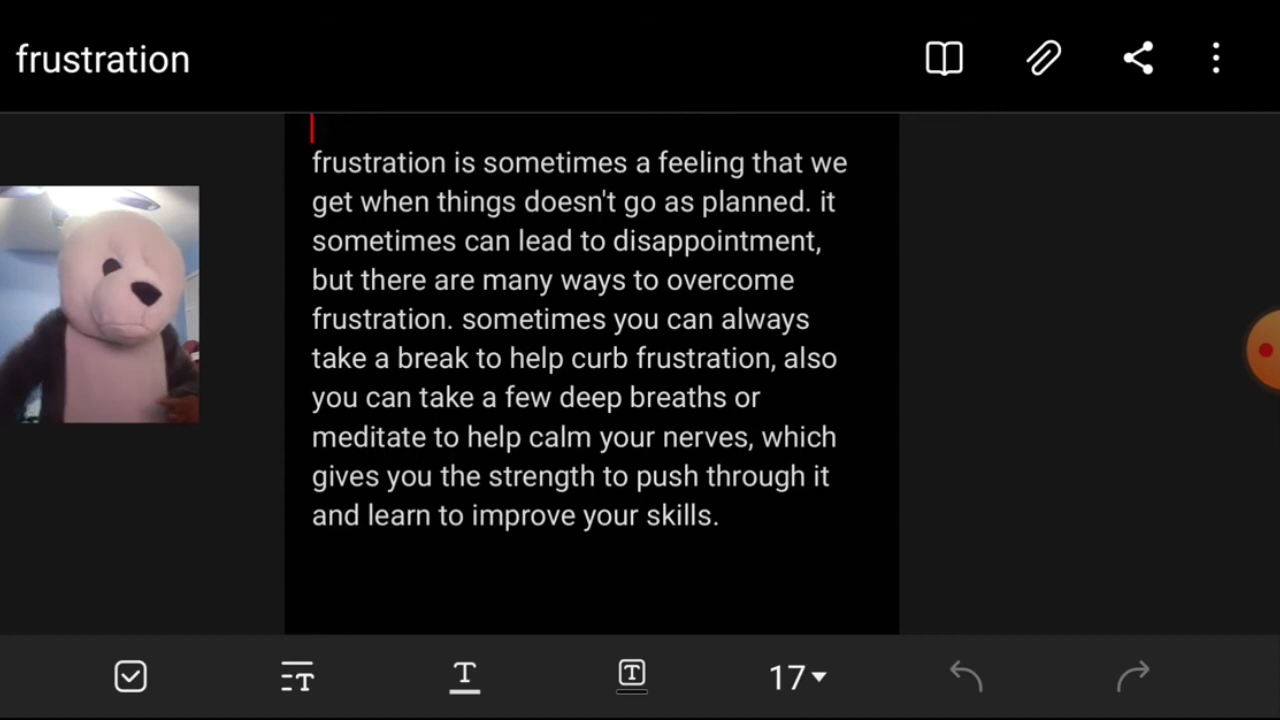 frustration
frustration is sometimes a feeling that we
get when things doesn't go as planned. it
sometimes can lead to disappointment,
but there are many ways to overcome
frustration. sometimes you can always
take a break to help curb frustration, also
you can take a few deep breaths or
meditate to help calm your nerves, which
gives you the strength to push through it
and learn to improve your skills.
T
T
T
17